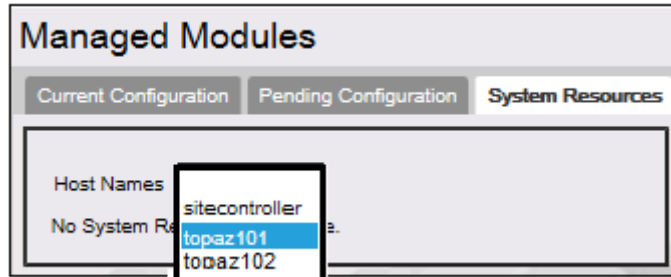 Managed Modules
Current Configuration Pending Configuration System Resources
Host Names
sitecontroller
No System Re e.
topaz101
topaz102